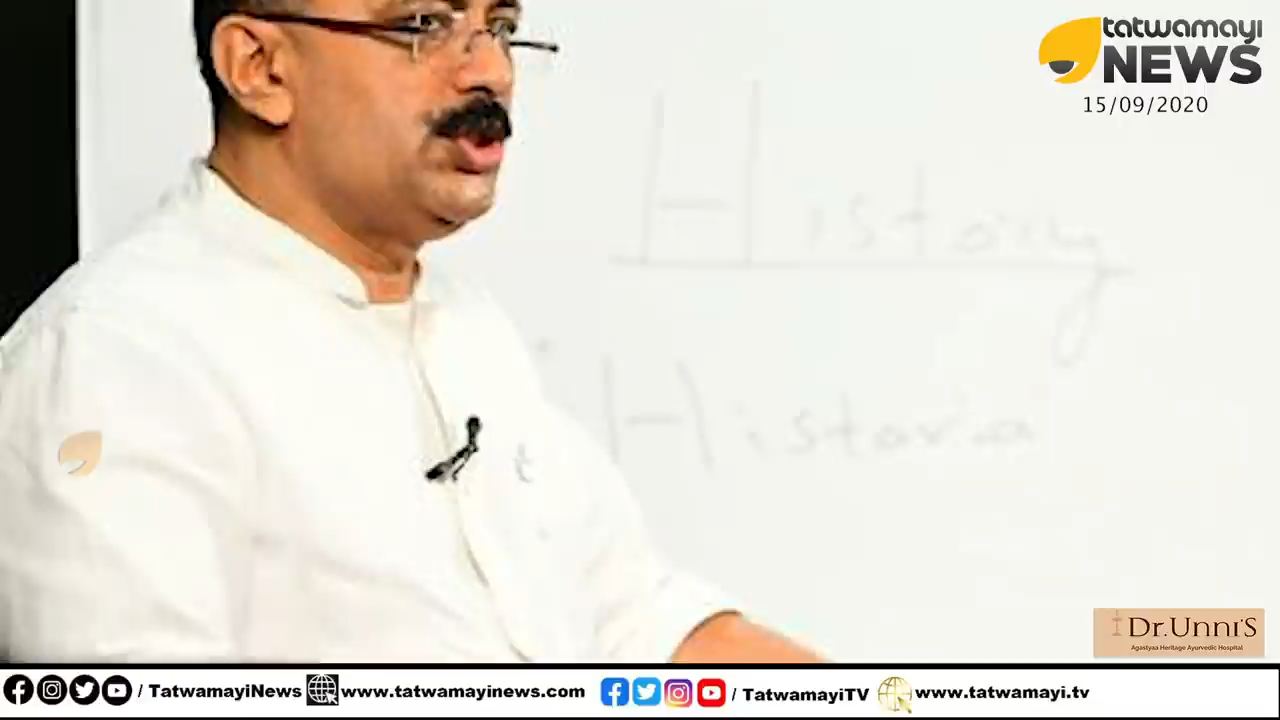 tatwamayi
NEWS
15/09/2020
History
Historia
Dr.Unni'S
Agastyaa Heritage Ayurvedic Hospital
/ TatwamayiNews www.tatwamayinews.com / TatwamayiTV www.tatwamayi.tv